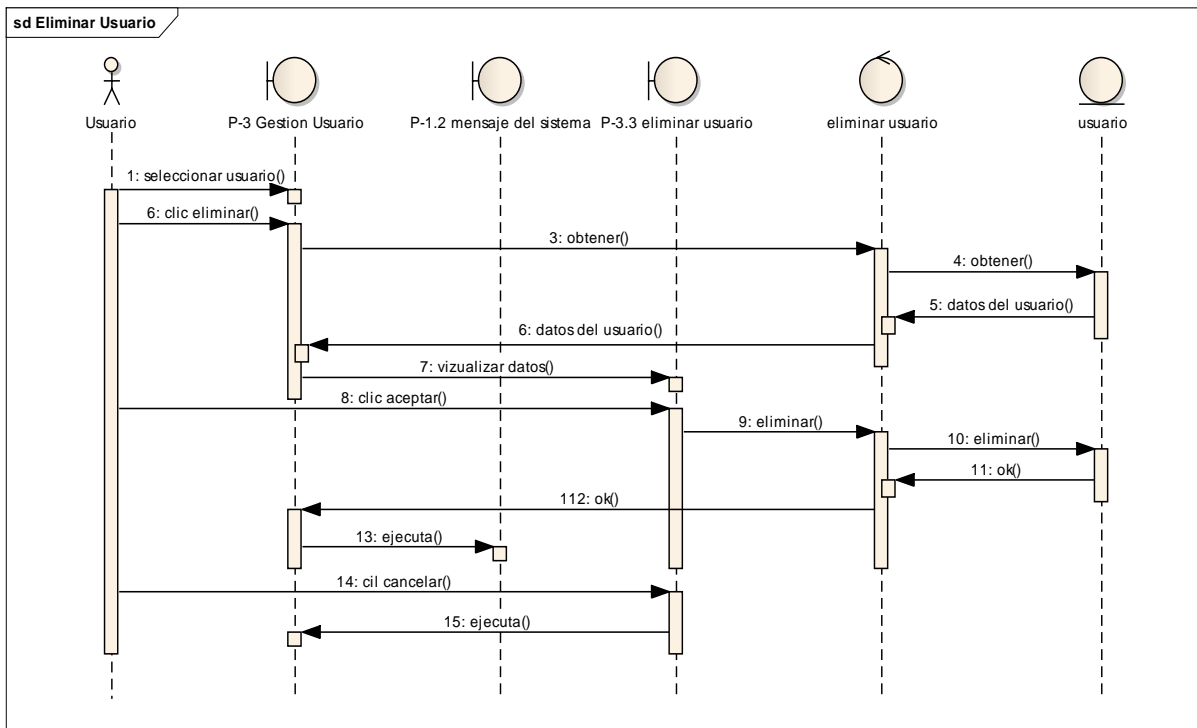 sd Eliminar Usuario
Usuario
P-3 Gestion Usuario
P-1.2 mensaje del sistema
P-3.3 eliminar usuario
eliminar usuario
usuario
1: seleccionar usuario()
6: clic eliminar()
3: obtener()
4: obtener()
5: datos del usuario()
6: datos del usuario()
7: vizualizar datos()
8: clic aceptar()
9: eliminar()
10: eliminar()
11: ok()
112: ok()
13: ejecuta()
14: cil cancelar()
15: ejecuta()